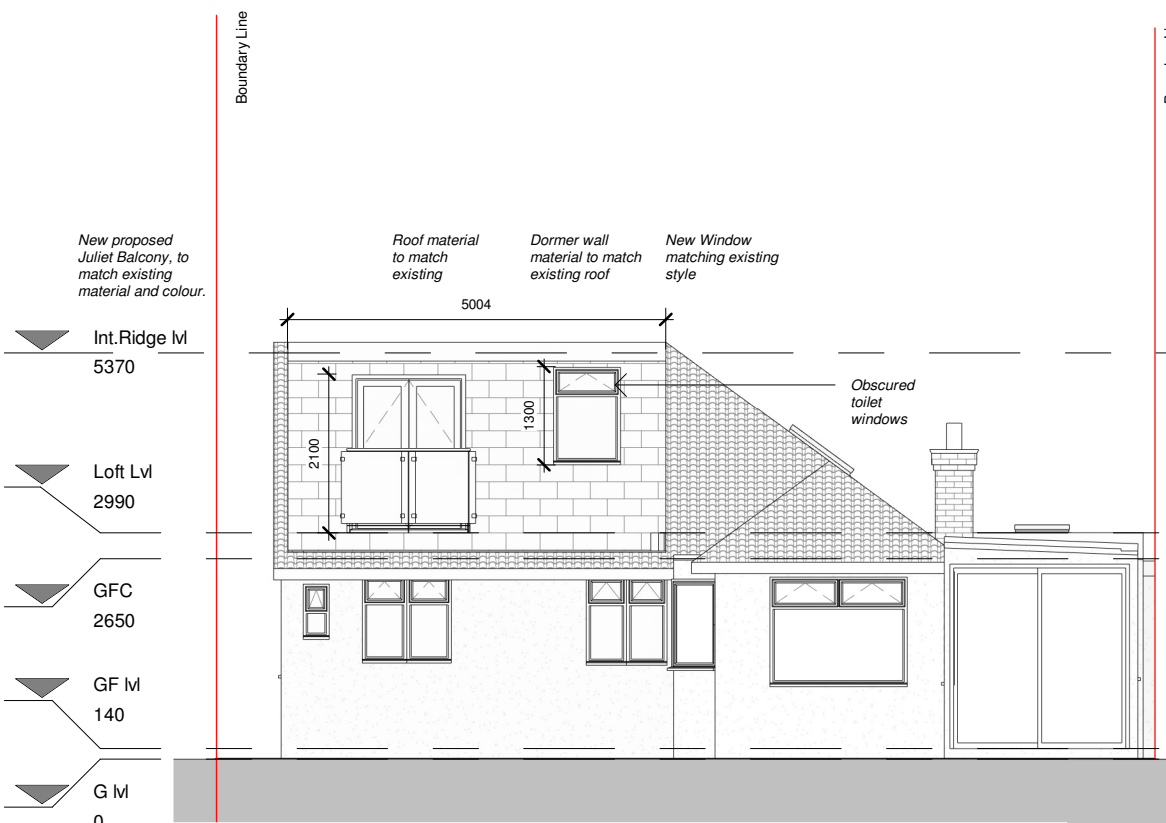 Boundary Line
New proposed
Juliet Balcony, to
match existing
material and colour.
Roof material
to match
existing
Dormer wall
material to match
existing roof
New Window
matching existing
style
5004
Int.Ridge lvl
5370
2100
1300
Obscured
toilet
windows
Loft Lvl
2990
GFC
2650
GF lvl
140
G lvl
0